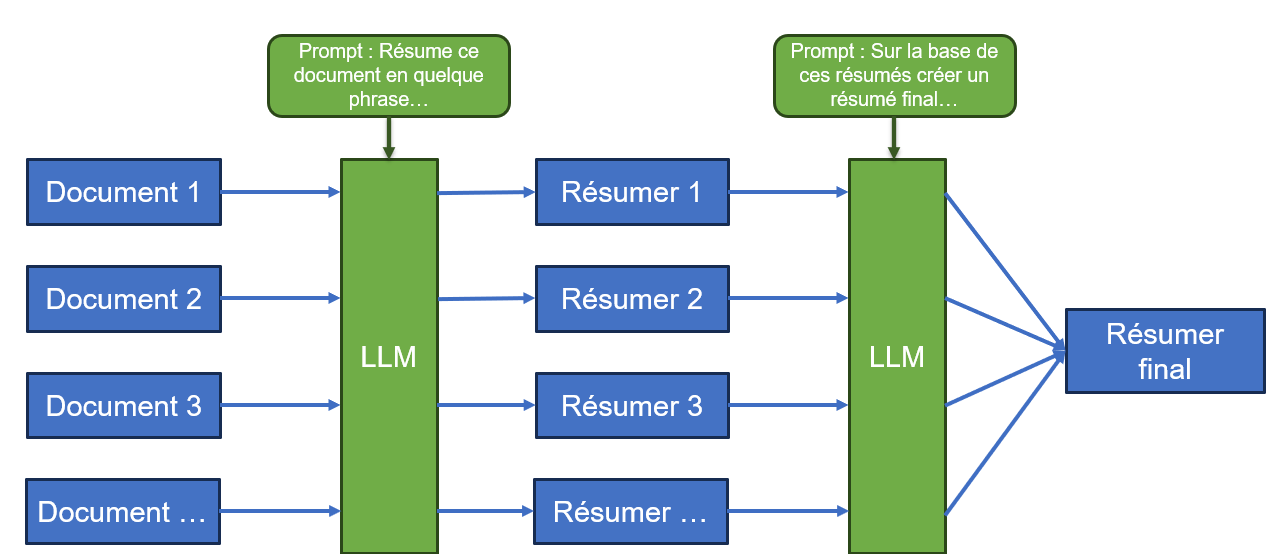 Prompt : Résume ce
document en quelque
phrase…
Prompt : Sur la base de
ces résumés créer un
résumé final…
Document 1
Résumer 1
Document 2
Résumer 2
LLM
LLM
Résumer
final
Document 3
Résumer 3
Document …
Résumer …